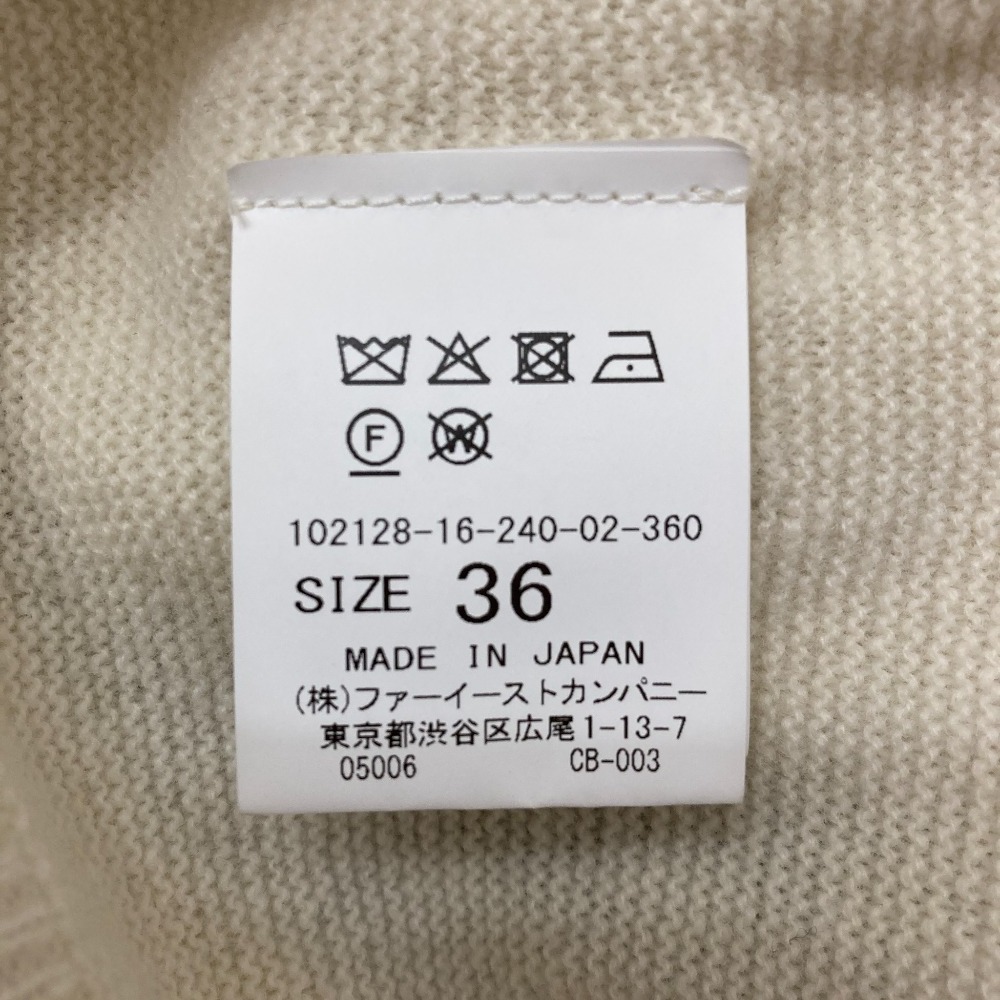 F W
102128-16-240-02-360
SIZE 36
MADE IN JAPAN
(株)ファーイーストカンパニー
東京都渋谷区広尾1-13-7
05006 CB-003